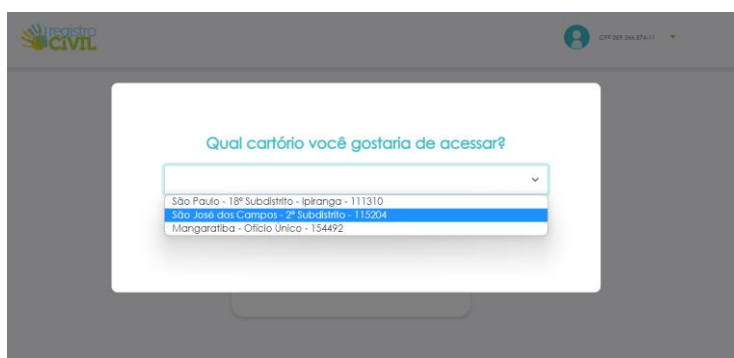 registro
CIVIL
Qual cartório você gostaria de acessar?
São Paulo - 18º Subdistrito - Ipiranga - 111310
São José dos Campos - 2º Subdistrito - 115204
Mangaratiba - Ofício Único - 154492